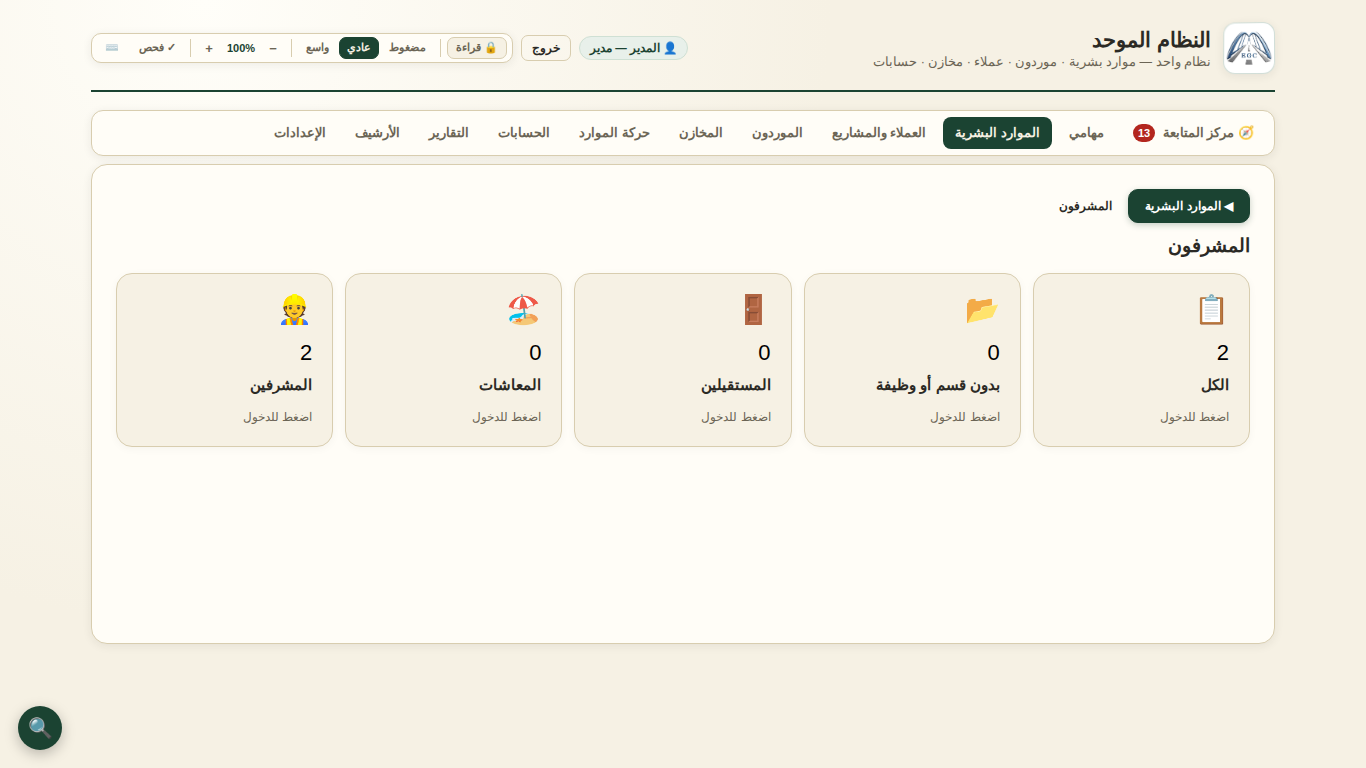 النظام الموحد
نظام واحد — موارد بشرية · موردون · عملاء · مخازن · حسابات
ROC
👤 المدير — مدير
خروج
🔒 قراءة
مضغوط
عادي
واسع
− 100% +
✓ فحص
🧭 مركز المتابعة 13
مهامي
الموارد البشرية
العملاء والمشاريع
الموردون
المخازن
حركة الموارد
الحسابات
التقارير
الأرشيف
الإعدادات
◀ الموارد البشرية
المشرفون
المشرفون
2
الكل
اضغط للدخول
0
بدون قسم أو وظيفة
اضغط للدخول
0
المستقيلين
اضغط للدخول
0
المعاشات
اضغط للدخول
2
المشرفين
اضغط للدخول